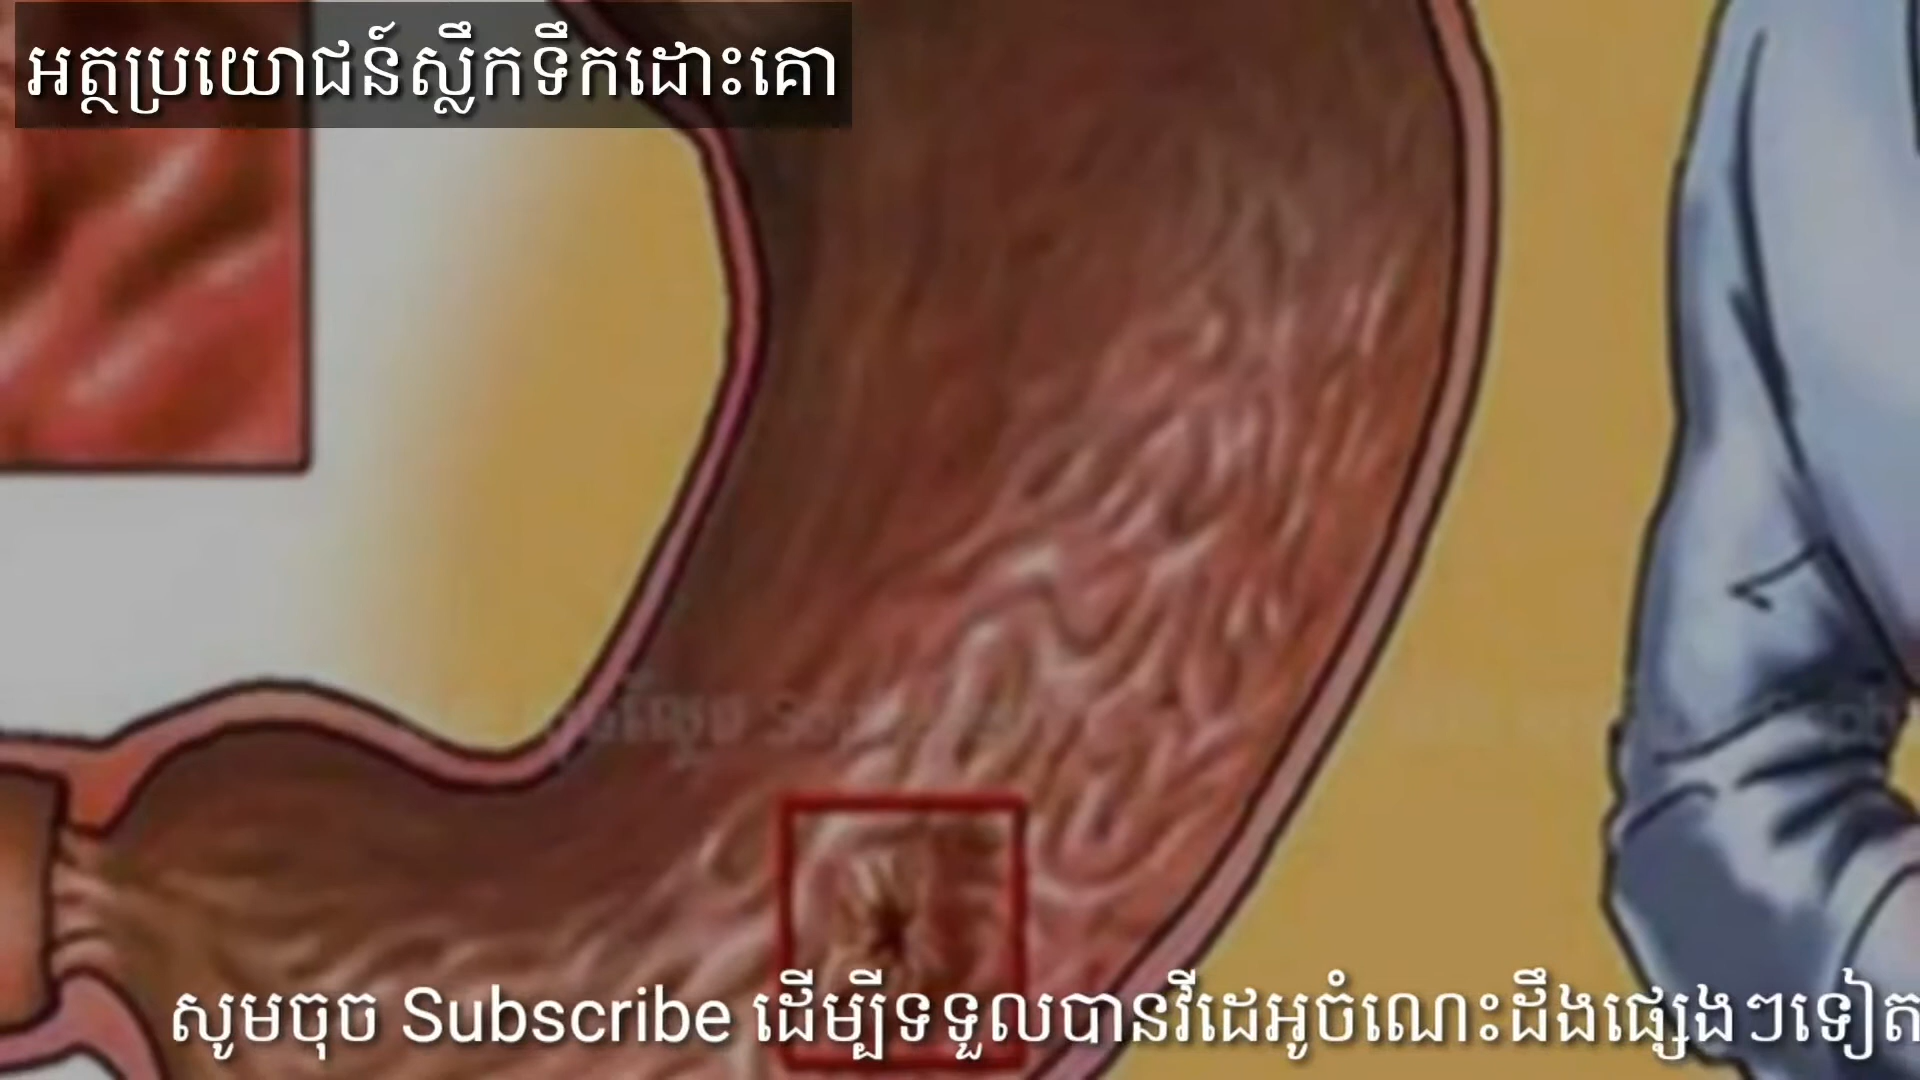 អត្ថប្រយោជន៍ស្លឹកទឹកដោះគោ
សូមចុច Subscribe ដើម្បីទទួលបានវីដេអូចំណេះដឹងផ្សេងៗទៀត